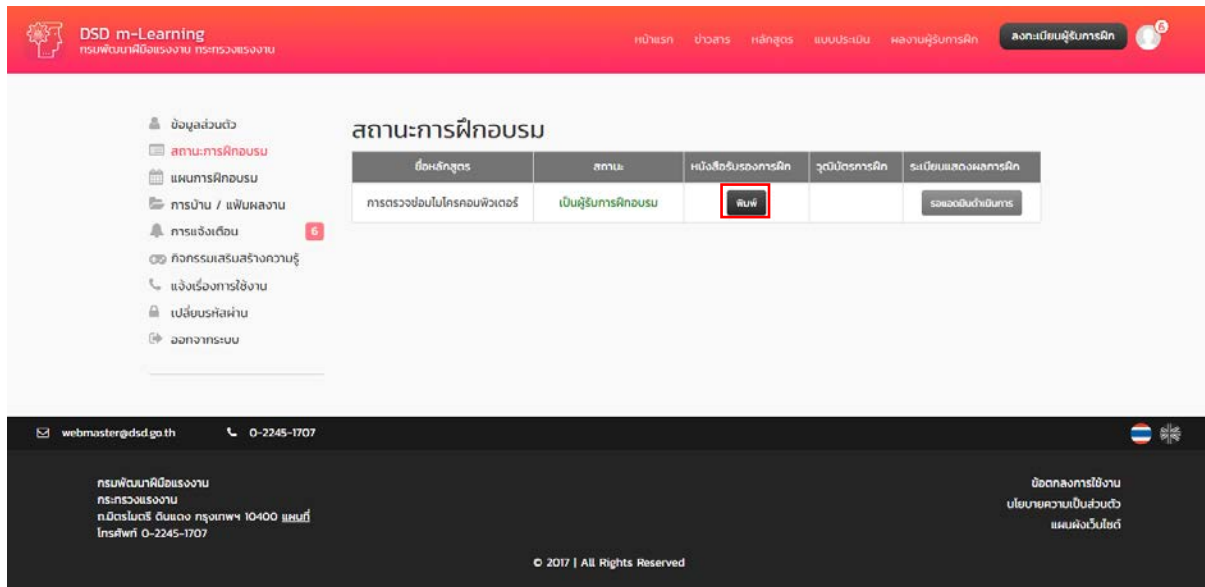 DSD m-Learning
กรมพัฒนาฝีมือแรงงาน กระทรวงแรงงาน
หน้าแรก ข่าวสาร หลักสูตร แบบประเมิน ผลงานผู้รับการฝึก ลงทะเบียนผู้รับการฝึก 6
ข้อมูลส่วนตัว
สถานะการฝึกอบรม
แผนการฝึกอบรม
การบ้าน / แฟ้มผลงาน
การแจ้งเตือน 6
กิจกรรมเสริมสร้างความรู้
แจ้งเรื่องการใช้งาน
เปลี่ยนรหัสผ่าน
ออกจากระบบ
สถานะการฝึกอบรม
ชื่อหลักสูตร สถานะ หนังสือรับรองการฝึก วุฒิบัตรการฝึก ระเบียนแสดงผลการฝึก
การตรวจซ่อมไมโครคอมพิวเตอร์ เป็นผู้รับการฝึกอบรม พิมพ์ รอแอดมินดำเนินการ
webmaster@dsd.go.th 0-2245-1707
กรมพัฒนาฝีมือแรงงาน
กระทรวงแรงงาน
ถ.มิตรไมตรี ดินแดง กรุงเทพฯ 10400 แผนที่
โทรศัพท์ 0-2245-1707
ข้อตกลงการใช้งาน
นโยบายความเป็นส่วนตัว
แผนผังเว็บไซต์
© 2017 | All Rights Reserved